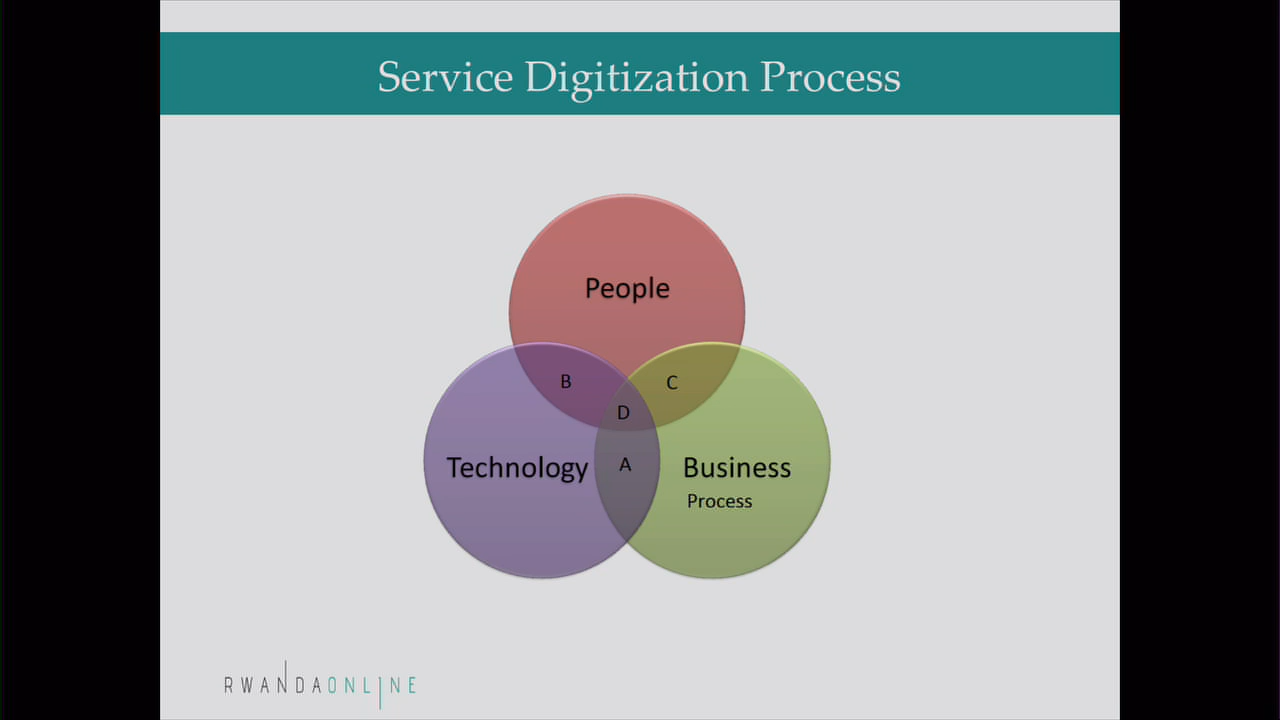 Service Digitization Process
People
B
C
D
Technology
A
Business
Process
RWANDAONLINE